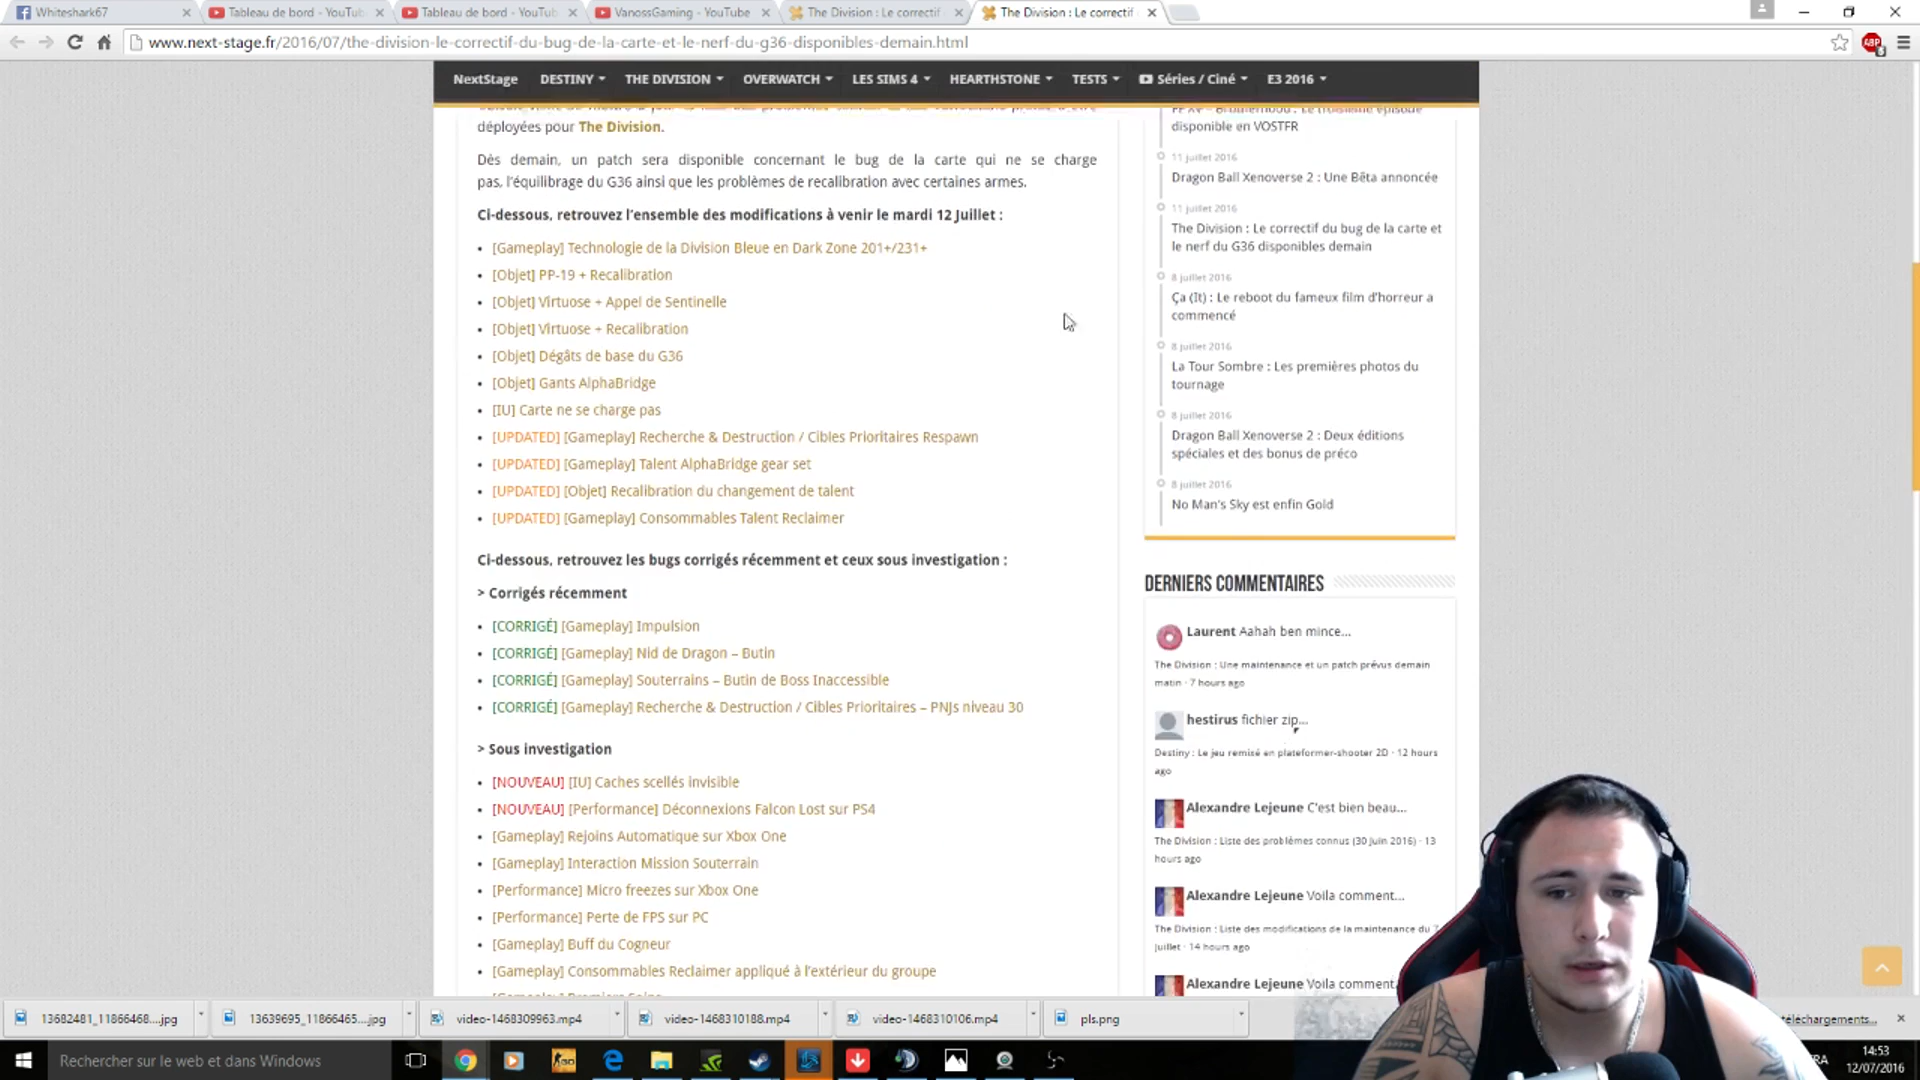 Whiteshark67
Tableau de bord - YouTub
Tableau de bord - YouTub
VanossGaming - YouTube
The Division : Le correctif
The Division : Le correctif
www.next-stage.fr/2016/07/the-division-le-correctif-du-bug-de-la-carte-et-le-nerf-du-g36-disponibles-demain.html
ABP
NextStage DESTINY THE DIVISION OVERWATCH LES SIMS 4 HEARTHSTONE TESTS Séries / Ciné E3 2016
déployées pour The Division.
Dès demain, un patch sera disponible concernant le bug de la carte qui ne se charge
pas, l'équilibrage du G36 ainsi que les problèmes de recalibration avec certaines armes.
Ci-dessous, retrouvez l'ensemble des modifications à venir le mardi 12 Juillet :
[Gameplay] Technologie de la Division Bleue en Dark Zone 201+/231+
[Objet] PP-19 + Recalibration
[Objet] Virtuose + Appel de Sentinelle
[Objet] Virtuose + Recalibration
[Objet] Dégâts de base du G36
[Objet] Gants AlphaBridge
[IU] Carte ne se charge pas
[UPDATED] [Gameplay] Recherche & Destruction / Cibles Prioritaires Respawn
[UPDATED] [Gameplay] Talent AlphaBridge gear set
[UPDATED] [Objet] Recalibration du changement de talent
[UPDATED] [Gameplay] Consommables Talent Reclaimer
Ci-dessous, retrouvez les bugs corrigés récemment et ceux sous investigation :
> Corrigés récemment
[CORRIGÉ] [Gameplay] Impulsion
[CORRIGÉ] [Gameplay] Nid de Dragon – Butin
[CORRIGÉ] [Gameplay] Souterrains – Butin de Boss Inaccessible
[CORRIGÉ] [Gameplay] Recherche & Destruction / Cibles Prioritaires – PNJs niveau 30
> Sous investigation
[NOUVEAU] [IU] Caches scellés invisible
[NOUVEAU] [Performance] Déconnexions Falcon Lost sur PS4
[Gameplay] Rejoins Automatique sur Xbox One
[Gameplay] Interaction Mission Souterrain
[Performance] Micro freezes sur Xbox One
[Performance] Perte de FPS sur PC
[Gameplay] Buff du Cogneur
[Gameplay] Consommables Reclaimer appliqué à l'extérieur du groupe
disponible en VOSTFR
11 juillet 2016
Dragon Ball Xenoverse 2 : Une Bêta annoncée
11 juillet 2016
The Division : Le correctif du bug de la carte et
le nerf du G36 disponibles demain
8 juillet 2016
Ça (It) : Le reboot du fameux film d'horreur a
commencé
8 juillet 2016
La Tour Sombre : Les premières photos du
tournage
8 juillet 2016
Dragon Ball Xenoverse 2 : Deux éditions
spéciales et des bonus de préco
8 juillet 2016
No Man's Sky est enfin Gold
DERNIERS COMMENTAIRES
Laurent Aahah ben mince...
The Division : Une maintenance et un patch prévus demain
matin · 7 hours ago
hestirus fichier zip...
Destiny : Le jeu remisé en plateformer-shooter 2D · 12 hours
ago
Alexandre Lejeune C'est bien beau...
The Division : Liste des problèmes connus (30 Juin 2016) · 13
hours ago
Alexandre Lejeune Voila comment...
The Division : Liste des modifications de la maintenance du 7
Juillet · 14 hours ago
Alexandre Lejeune Voila comment
13682481_11866468....jpg
13639695_11866465....jpg
video-1468309963.mp4
video-1468310188.mp4
video-1468310106.mp4
pls.png
téléchargements...
Rechercher sur le web et dans Windows
14:53
12/07/2016